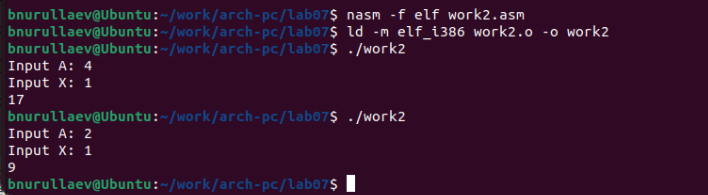 bnurullaev@Ubuntu:~/work/arch-pc/lab07$ nasm -f elf work2.asm
bnurullaev@Ubuntu:~/work/arch-pc/lab07$ ld -m elf_i386 work2.o -o work2
bnurullaev@Ubuntu:~/work/arch-pc/lab07$ ./work2
Input A: 4
Input X: 1
17
bnurullaev@Ubuntu:~/work/arch-pc/lab07$ ./work2
Input A: 2
Input X: 1
9
bnurullaev@Ubuntu:~/work/arch-pc/lab07$